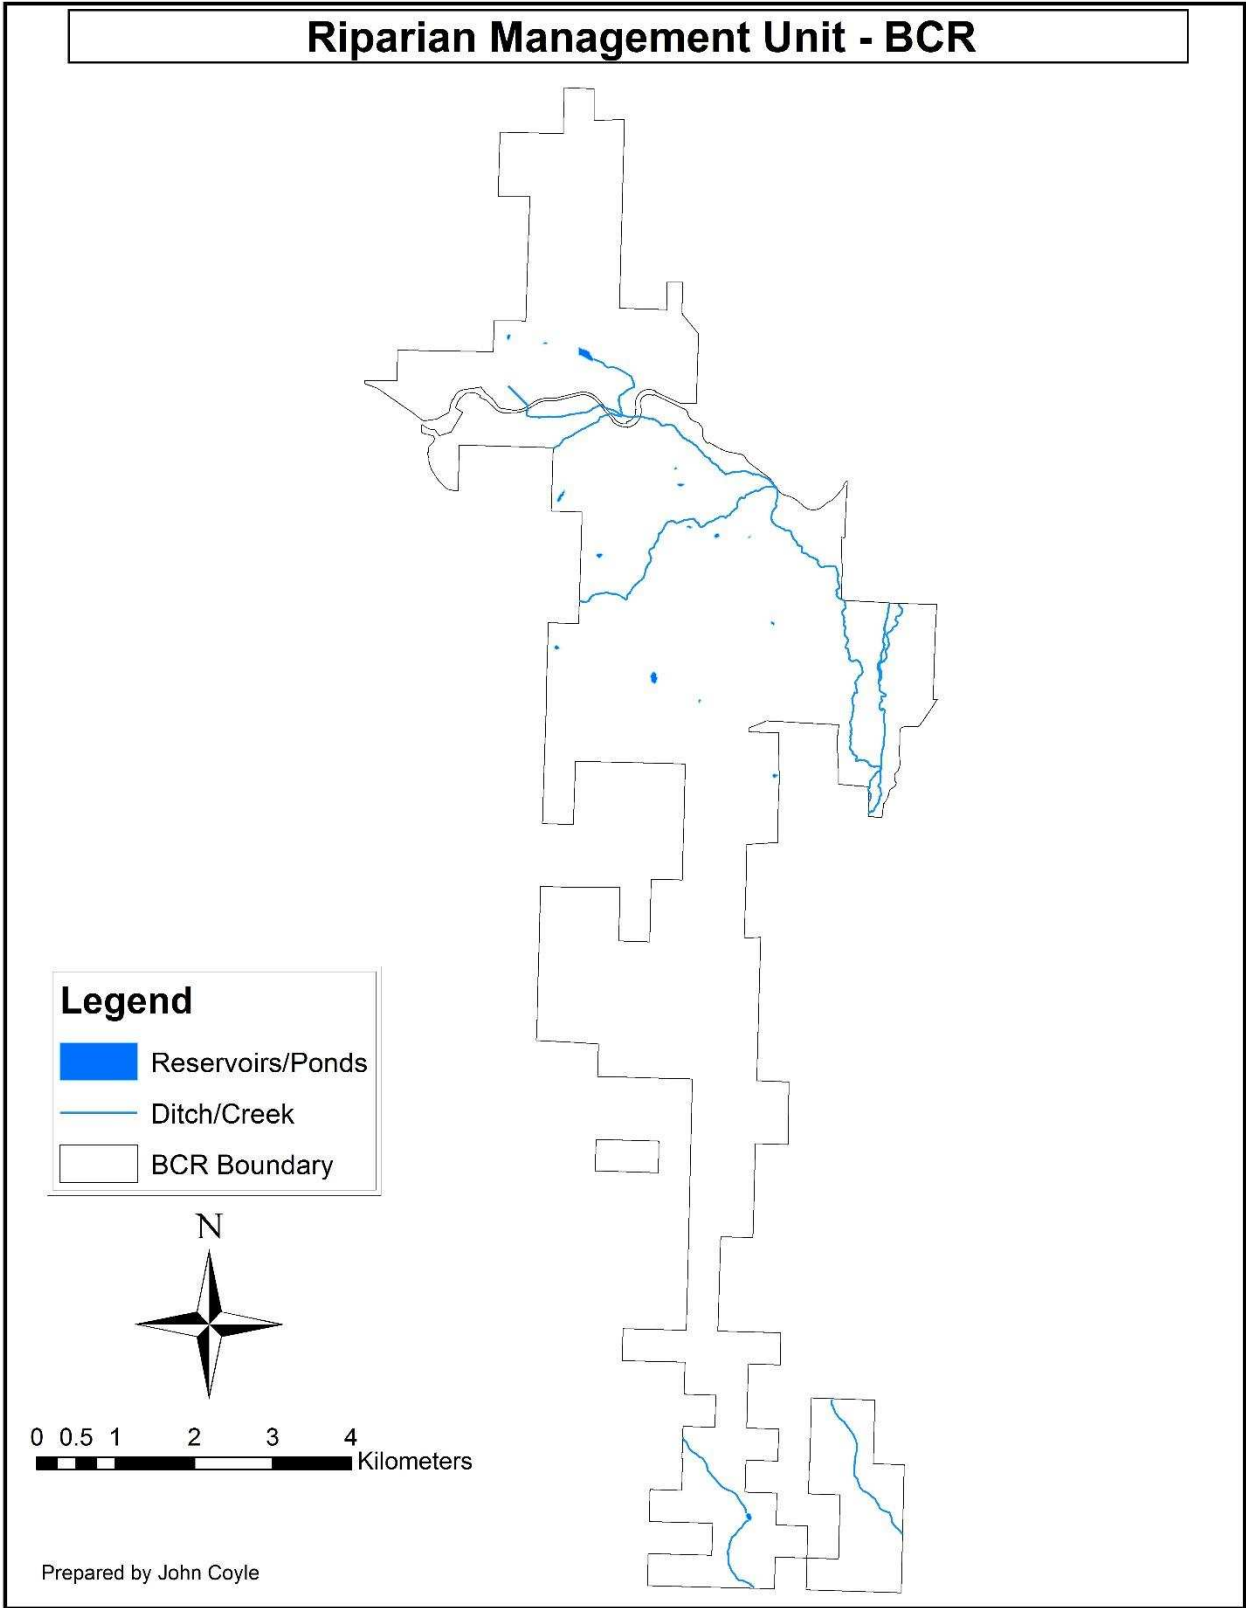 Riparian Management Unit - BCR
Legend
Reservoirs/Ponds
Ditch/Creek
BCR Boundary
N
0 0.5 1 2 3 4
Kilometers
Prepared by John Coyle